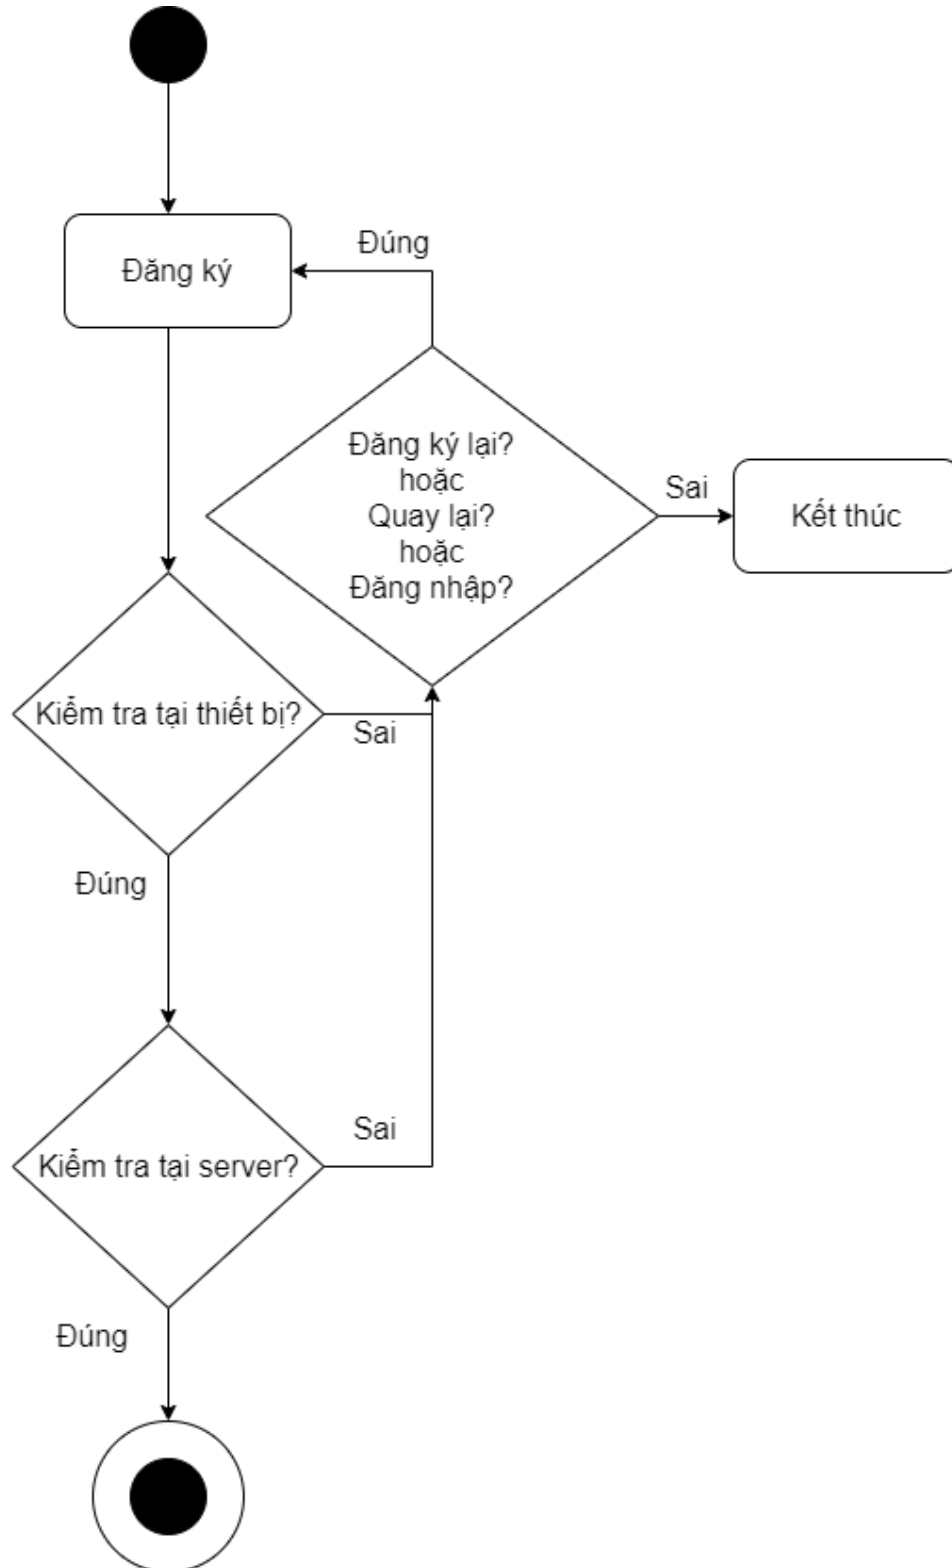 Đăng ký
Đúng
Đăng ký lại?
hoặc
Quay lại?
hoặc
Đăng nhập?
Sai
Kết thúc
Kiểm tra tại thiết bị?
Sai
Đúng
Kiểm tra tại server?
Sai
Đúng